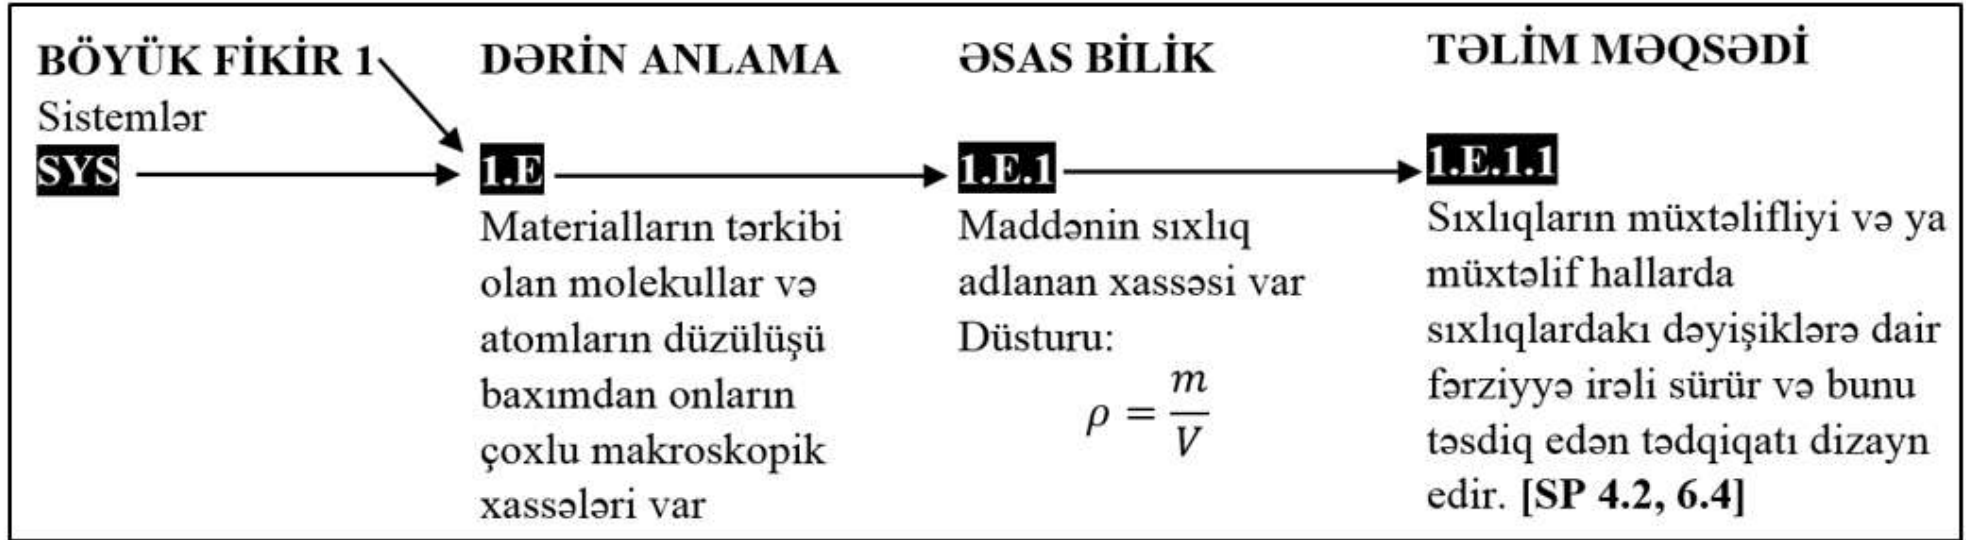 BÖYÜK FİKİR 1
Sistemlər
SYS
DƏRİN ANLAMA
1.E
Materialların tərkibi
olan molekullar və
atomların düzülüşü
baxımdan onların
çoxlu makroskopik
xassələri var
ƏSAS BİLİK
1.E.1
Maddənin sıxlıq
adlanan xassəsi var
Düsturu:
ρ = m/V
TƏLİM MƏQSƏDİ
1.E.1.1
Sıxlıqların müxtəlifliyi və ya
müxtəlif hallarda
sıxlıqlardakı dəyişiklərə dair
fərziyyə irəli sürür və bunu
təsdiq edən tədqiqatı dizayn
edir. [SP 4.2, 6.4]